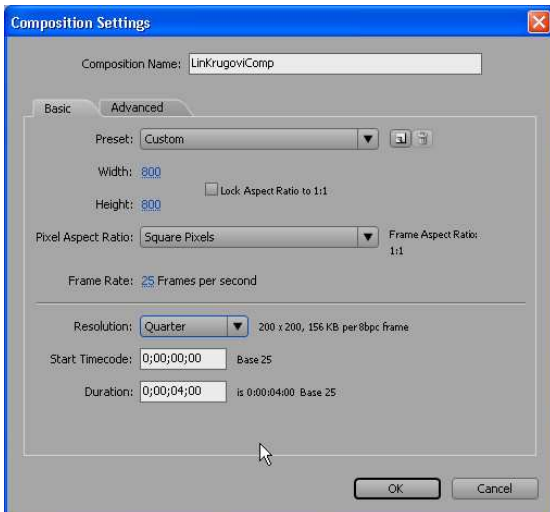 Composition Settings
Composition Name: LinKrugoviComp
Basic Advanced
Preset: Custom
Width: 800
Lock Aspect Ratio to 1:1
Height: 800
Pixel Aspect Ratio: Square Pixels Frame Aspect Ratio:
1:1
Frame Rate: 25 Frames per second
Resolution: Quarter 200 x 200, 156 KB per 8bpc frame
Start Timecode: 0;00;00;00 Base 25
Duration: 0;00;04;00 is 0:00:04:00 Base 25
OK Cancel